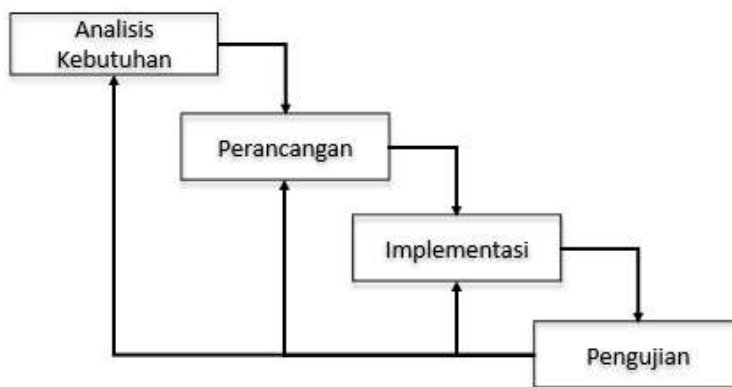 Analisis
Kebutuhan
Perancangan
Implementasi
Pengujian